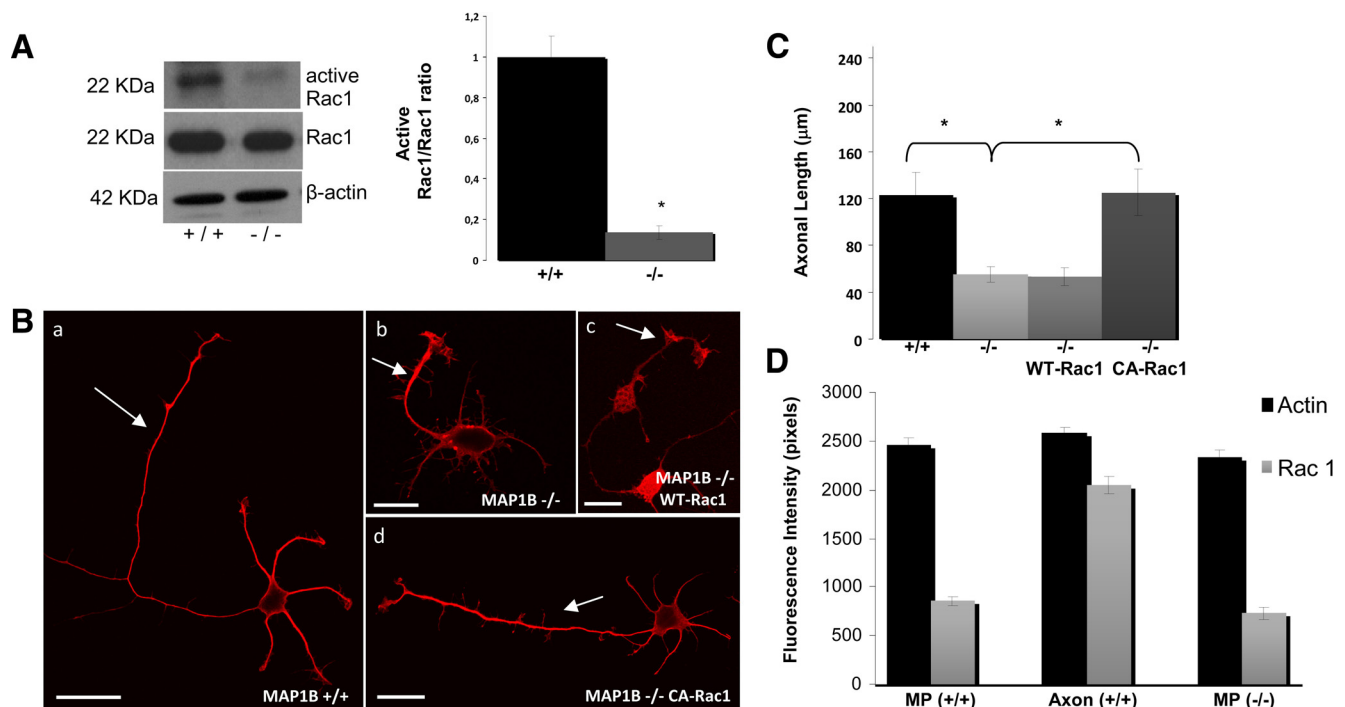 A
22 KDa
active
Rac1
22 KDa
Rac1
42 KDa
β-actin
+ / +
- / -
Active
Rac1/Rac1 ratio
1,2
1
0,8
0,6
0,4
0,2
0
*
+/+
-/-
B
a
MAP1B +/+
b
MAP1B -/-
c
MAP1B -/-
WT-Rac1
d
MAP1B -/- CA-Rac1
C
Axonal Length (μm)
240
200
160
120
80
40
0
*
*
+/+
-/-
-/-
WT-Rac1
-/-
CA-Rac1
D
Fluorescence Intensity (pixels)
3000
2500
2000
1500
1000
500
0
Actin
Rac 1
MP (+/+)
Axon (+/+)
MP (-/-)